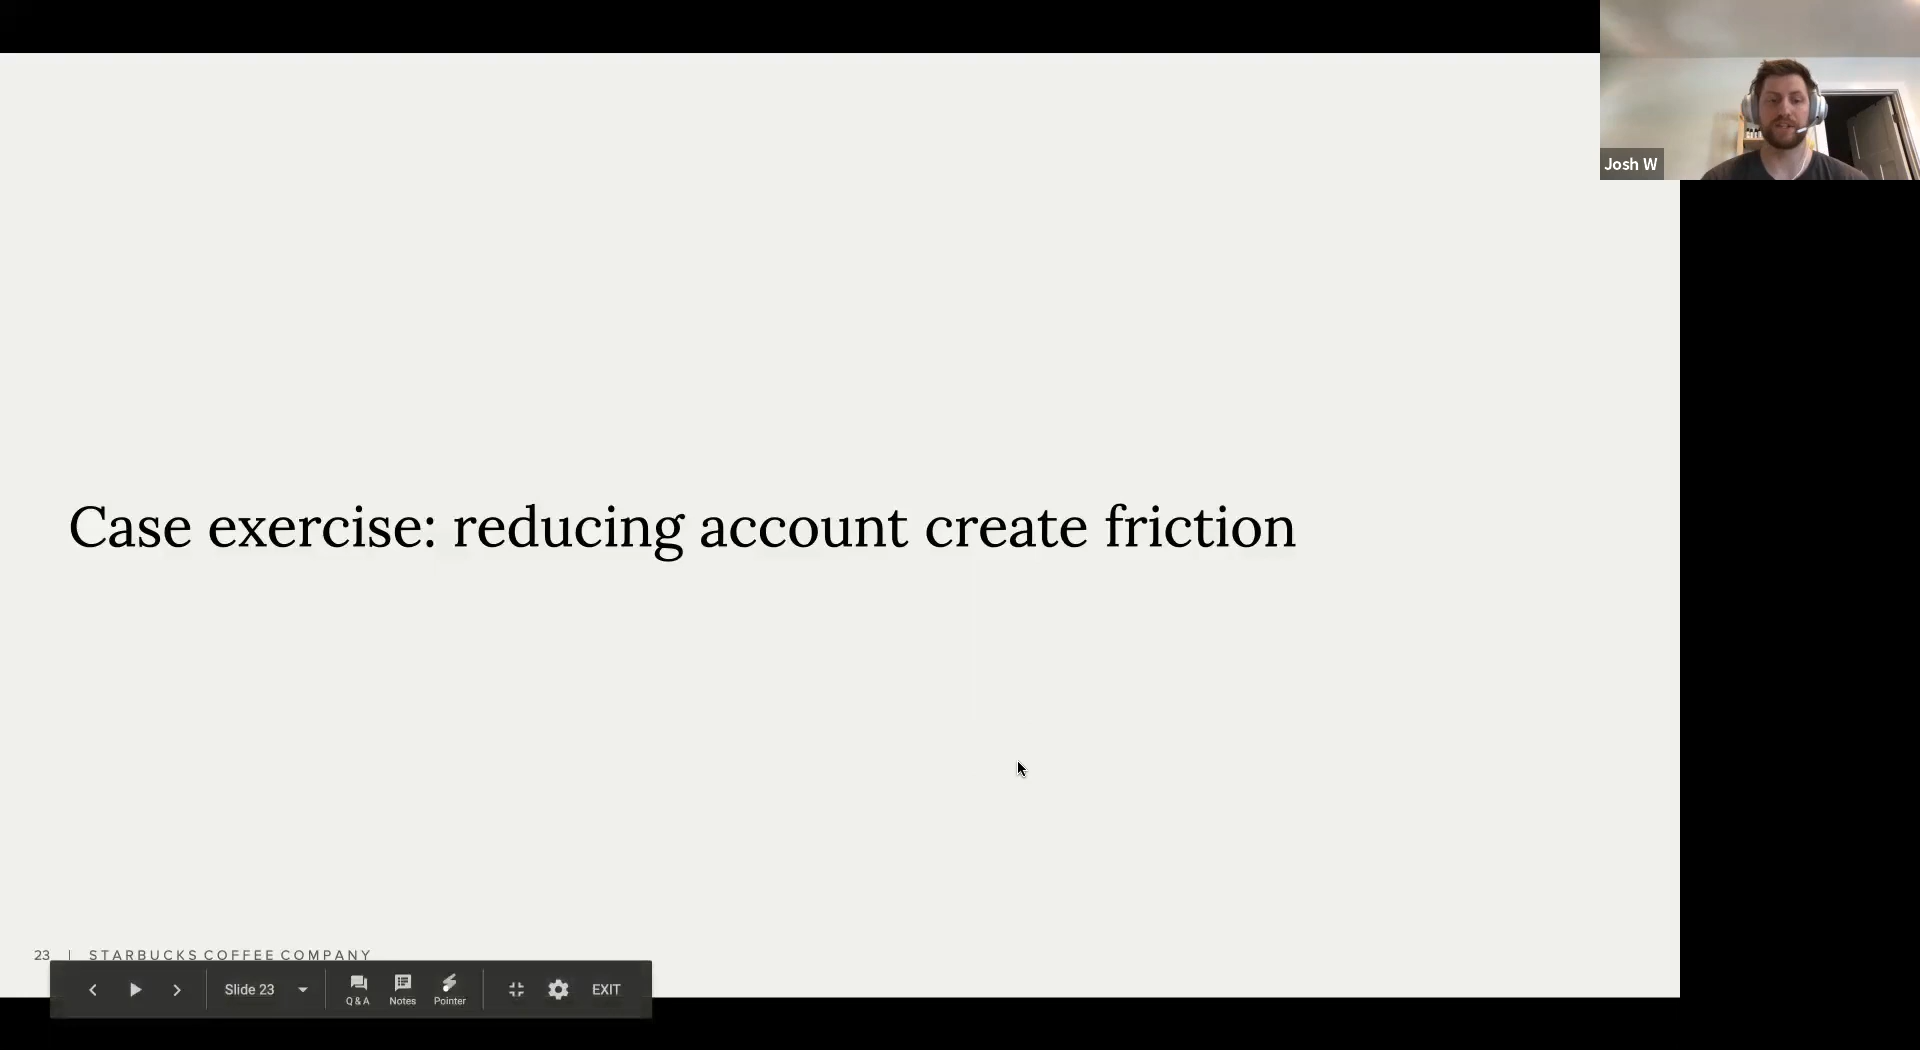 Josh W
Case exercise: reducing account create friction
23 | STARBUCKS COFFEE COMPANY
Slide 23
Q & A
Notes
Pointer
EXIT